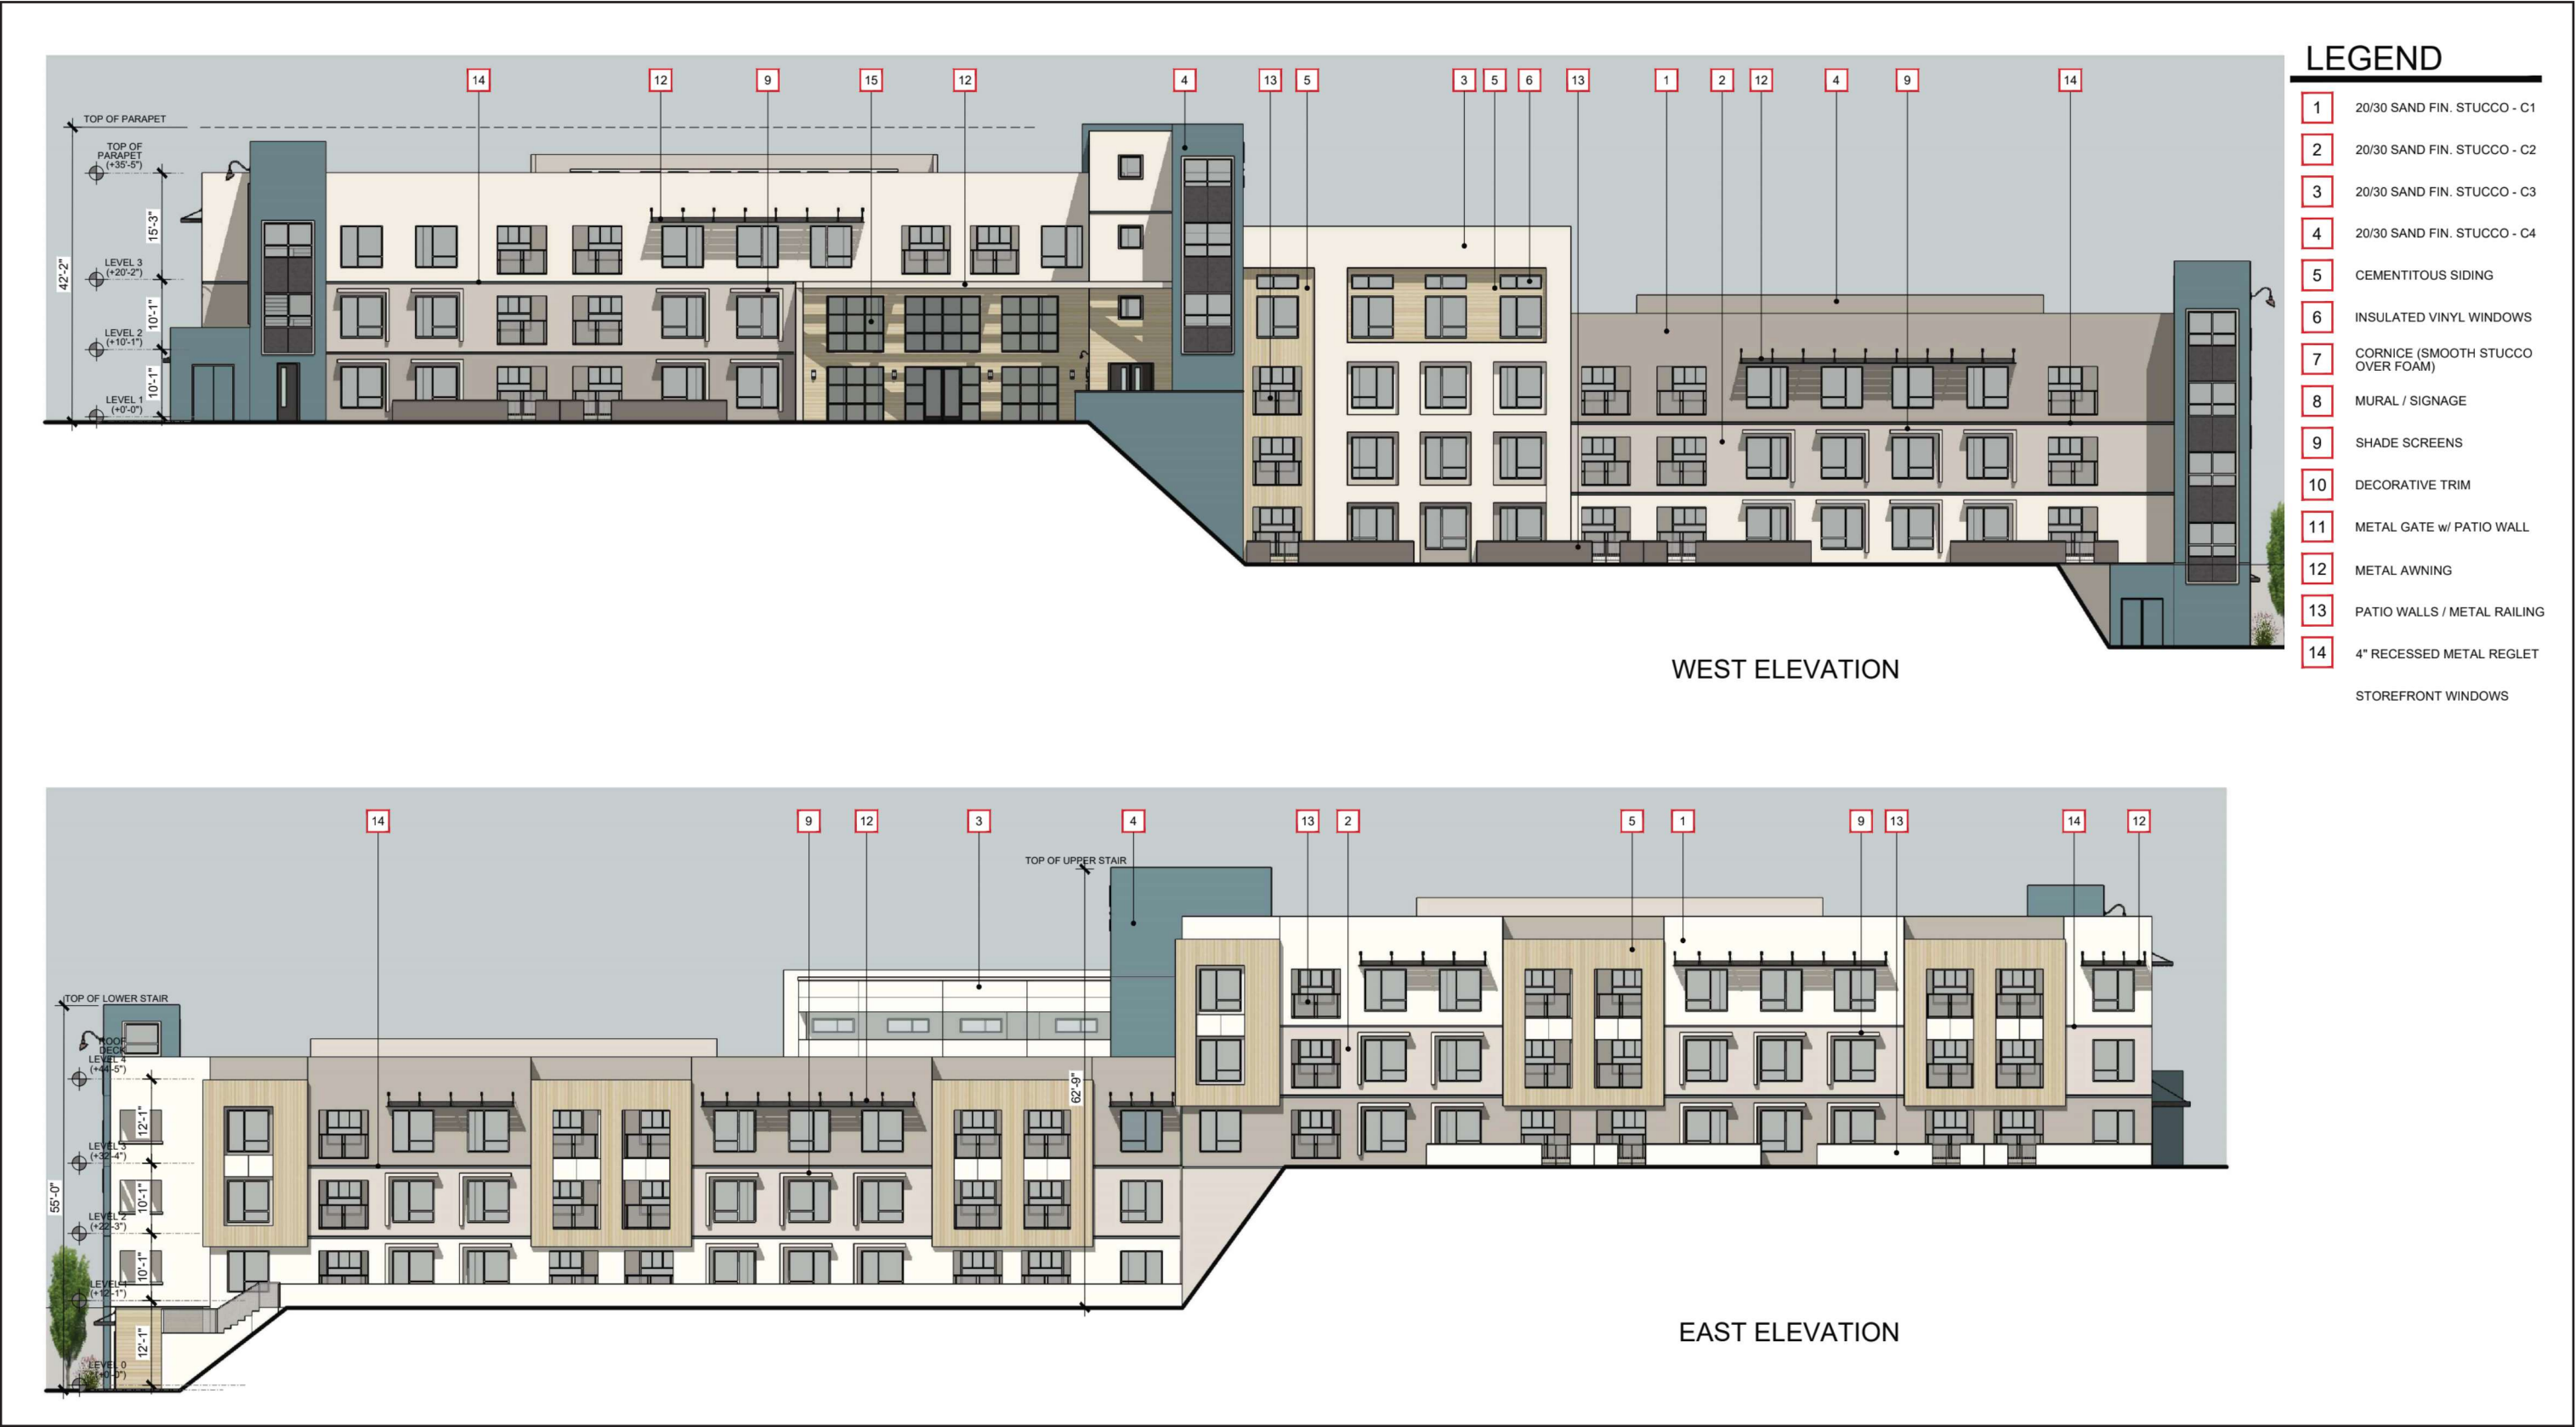 LEGEND
14 12 9 15 12 4 13 5 3 5 6 13 1 2 12 4 9 14
TOP OF PARAPET
TOP OF
PARAPET
(+35'-5")
15'-3"
LEVEL 3
(+20'-2")
42'-2"
10'-1"
LEVEL 2
(+10'-1")
10'-1"
LEVEL 1
(+0'-0")
1 20/30 SAND FIN. STUCCO - C1
2 20/30 SAND FIN. STUCCO - C2
3 20/30 SAND FIN. STUCCO - C3
4 20/30 SAND FIN. STUCCO - C4
5 CEMENTITOUS SIDING
6 INSULATED VINYL WINDOWS
7 CORNICE (SMOOTH STUCCO
OVER FOAM)
8 MURAL / SIGNAGE
9 SHADE SCREENS
10 DECORATIVE TRIM
11 METAL GATE w/ PATIO WALL
12 METAL AWNING
13 PATIO WALLS / METAL RAILING
14 4" RECESSED METAL REGLET
STOREFRONT WINDOWS
WEST ELEVATION
14 9 12 3 4 13 2 5 1 9 13 14 12
TOP OF UPPER STAIR
TOP OF LOWER STAIR
ROOF
DECK
LEVEL 4
(+44'-5")
62'-9"
12'-1"
LEVEL 3
(+32'-4")
55'-0"
10'-1"
LEVEL 2
(+22'-3")
10'-1"
LEVEL 1
(+12'-1")
12'-1"
LEVEL 0
(+0'-0")
EAST ELEVATION